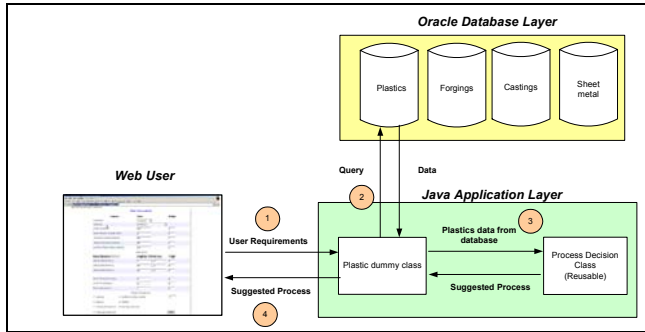 Oracle Database Layer
Plastics
Forgings
Castings
Sheet
metal
Query
Data
Web User
Java Application Layer
1
2
3
User Requirements
Plastic dummy class
Plastics data from
database
Process Decision
Class
(Reusable)
Suggested Process
Suggested Process
4